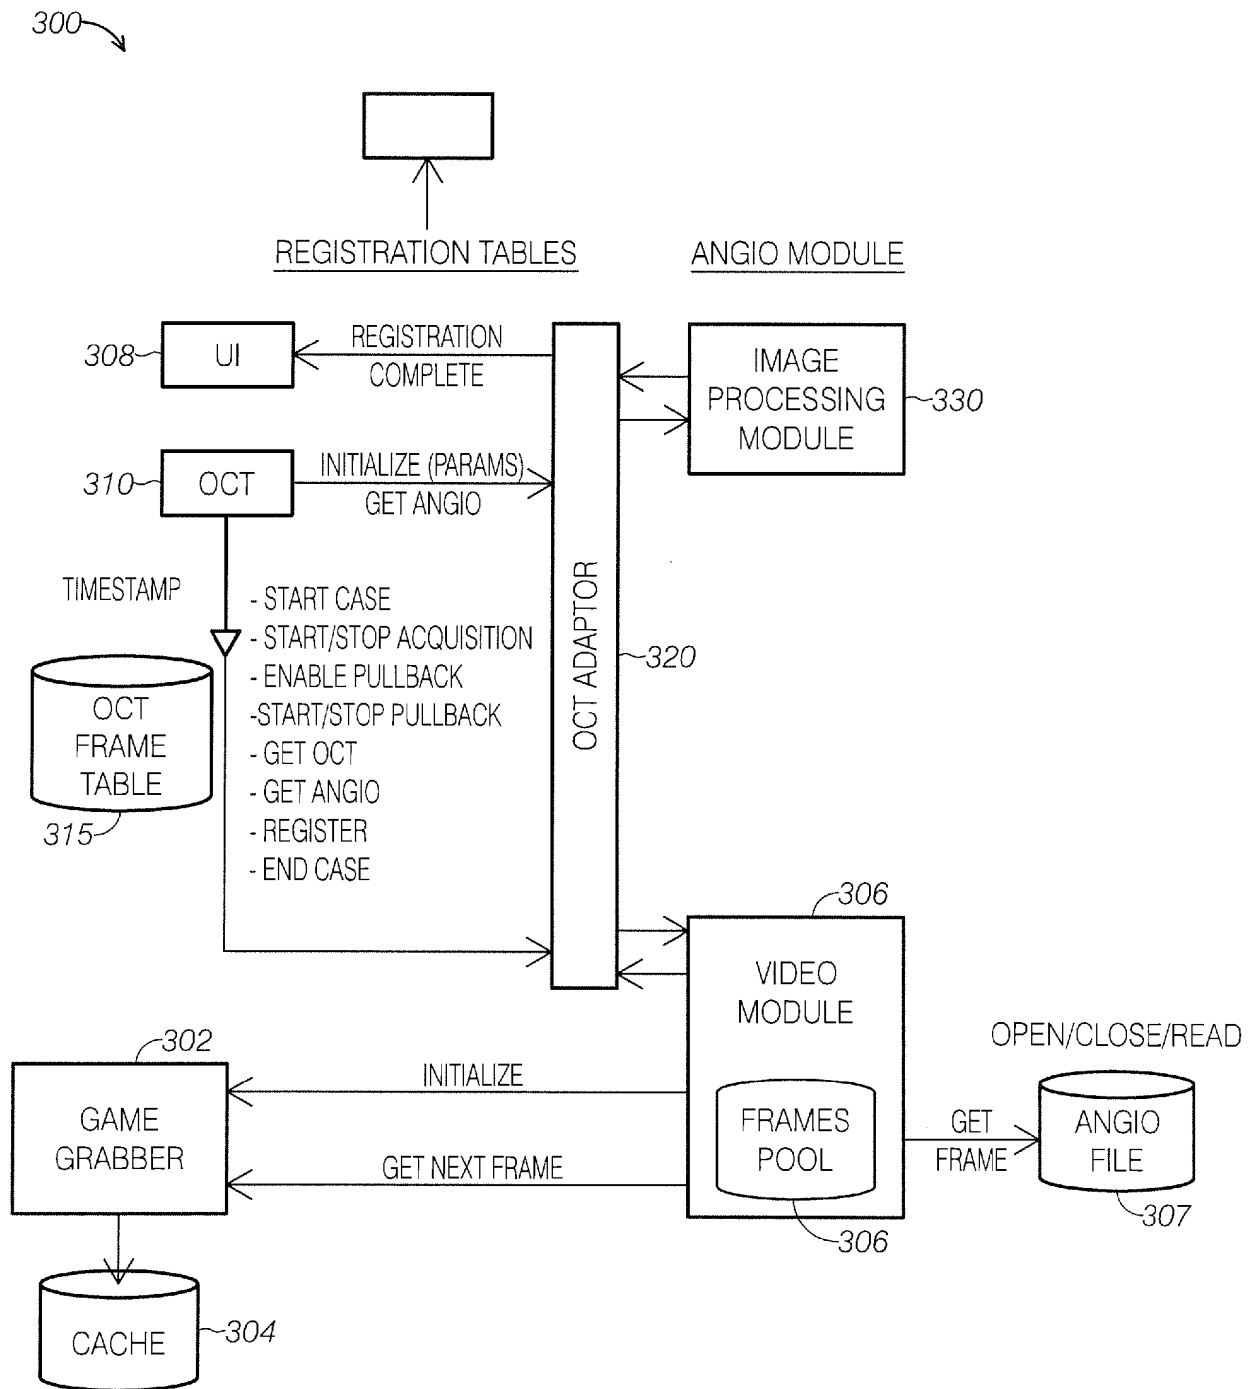 300
REGISTRATION TABLES
ANGIO MODULE
308
UI
REGISTRATION
COMPLETE
IMAGE
PROCESSING
MODULE
330
310
OCT
INITIALIZE (PARAMS)
GET ANGIO
OCT ADAPTOR
320
TIMESTAMP
- START CASE
- START/STOP ACQUISITION
- ENABLE PULLBACK
-START/STOP PULLBACK
- GET OCT
- GET ANGIO
- REGISTER
- END CASE
OCT
FRAME
TABLE
315
306
VIDEO
MODULE
FRAMES
POOL
306
OPEN/CLOSE/READ
GET
FRAME
ANGIO
FILE
307
302
GAME
GRABBER
INITIALIZE
GET NEXT FRAME
CACHE
304